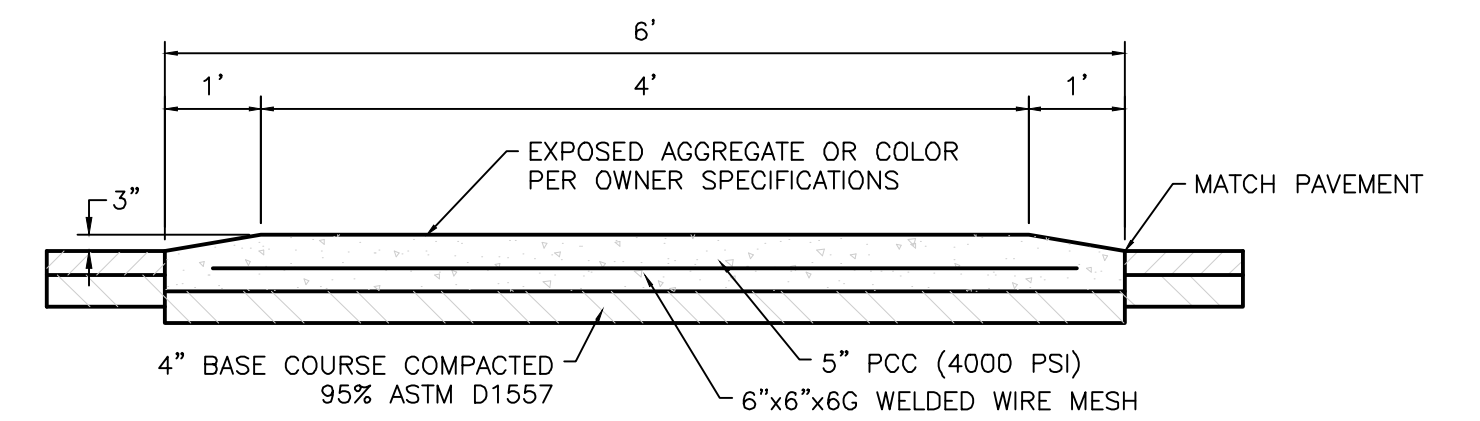 6'
1'
4'
1'
EXPOSED AGGREGATE OR COLOR
PER OWNER SPECIFICATIONS
MATCH PAVEMENT
3"
4" BASE COURSE COMPACTED
95% ASTM D1557
5" PCC (4000 PSI)
6"x6"x6G WELDED WIRE MESH